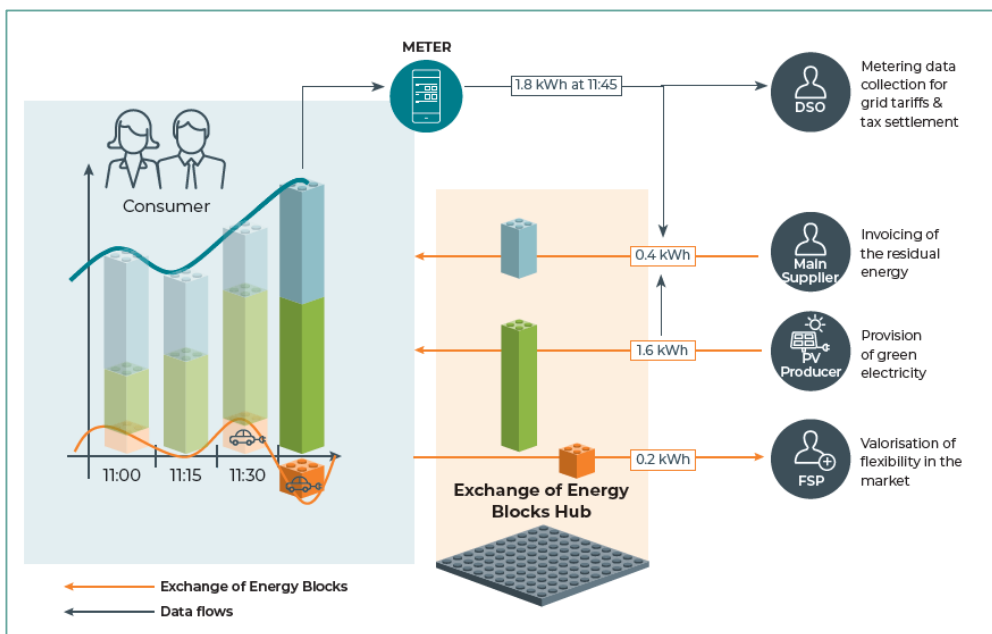 METER
1.8 kWh at 11:45
DSO
Metering data
collection for
grid tariffs &
tax settlement
Consumer
0.4 kWh
Main
Supplier
Invoicing of
the residual
energy
1.6 kWh
PV
Producer
Provision
of green
electricity
11:00
11:15
11:30
0.2 kWh
FSP
Valorisation of
flexibility in the
market
Exchange of Energy
Blocks Hub
Exchange of Energy Blocks
Data flows